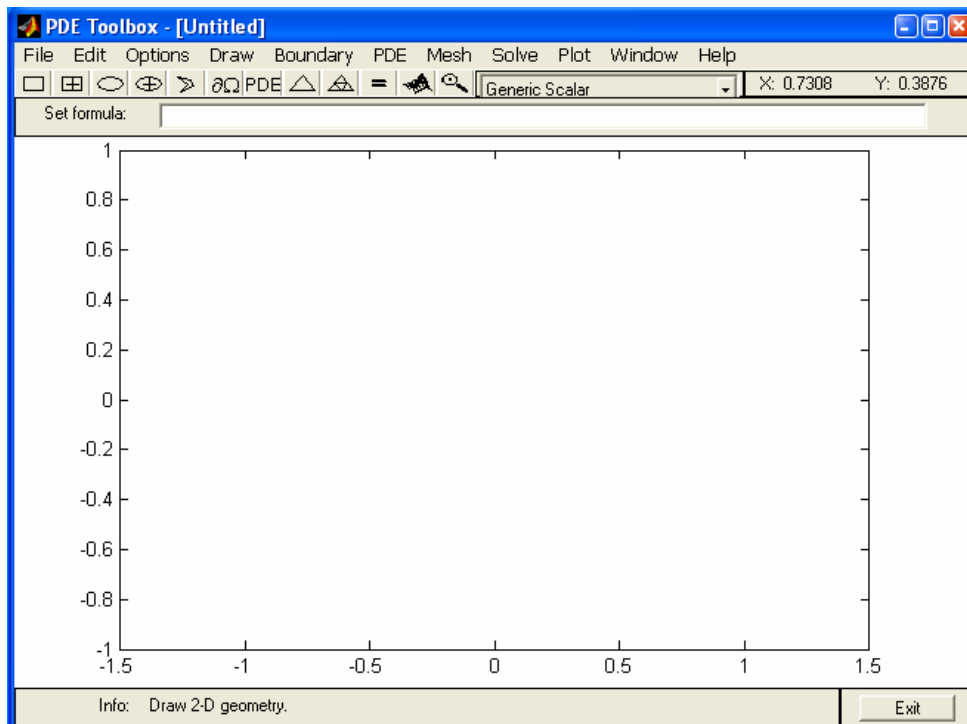 PDE Toolbox - [Untitled]
File Edit Options Draw Boundary PDE Mesh Solve Plot Window Help
∂Ω PDE = Generic Scalar X: 0.7308 Y: 0.3876
Set formula:
1
0.8
0.6
0.4
0.2
0
-0.2
-0.4
-0.6
-0.8
-1
-1.5 -1 -0.5 0 0.5 1 1.5
Info: Draw 2-D geometry. Exit